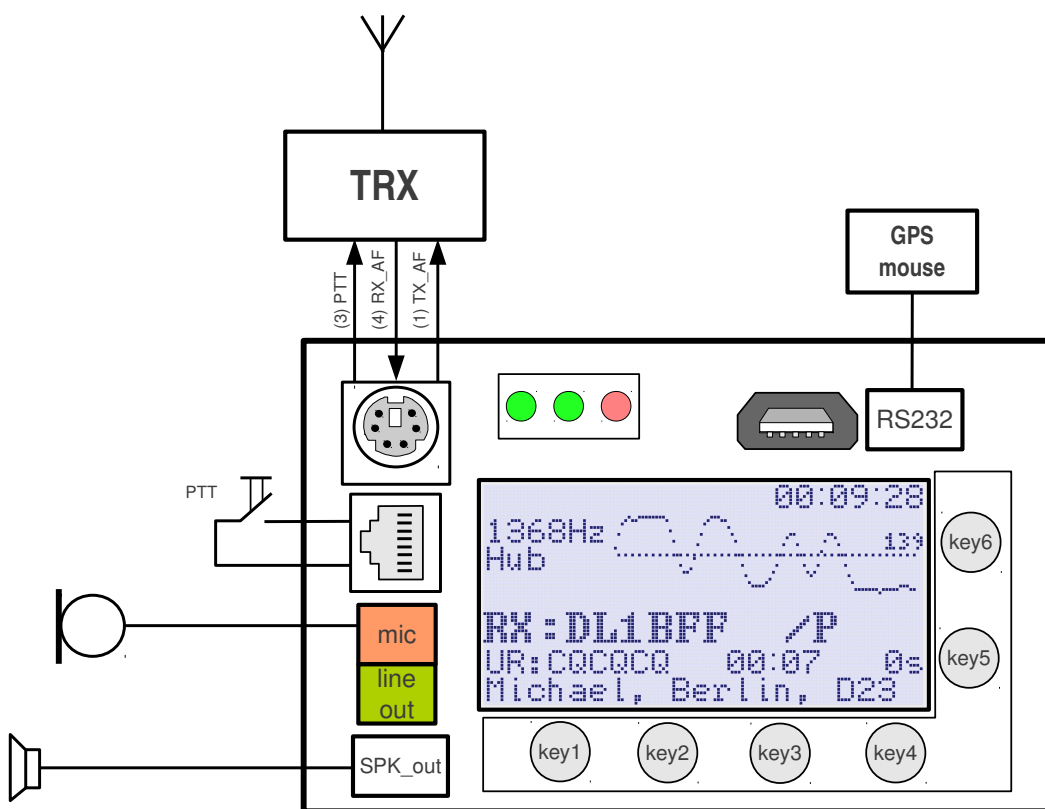 TRX
GPS
mouse
(3) PTT
(4) RX_AF
(1) TX_AF
RS232
PTT
00:09:28
1368Hz
139
Hub
key6
RX:DL1BFF /P
mic
UR:CQCQCQ 00:07 0s
key5
line
out
Michael, Berlin, D23
key1
key2
key3
key4
SPK_out